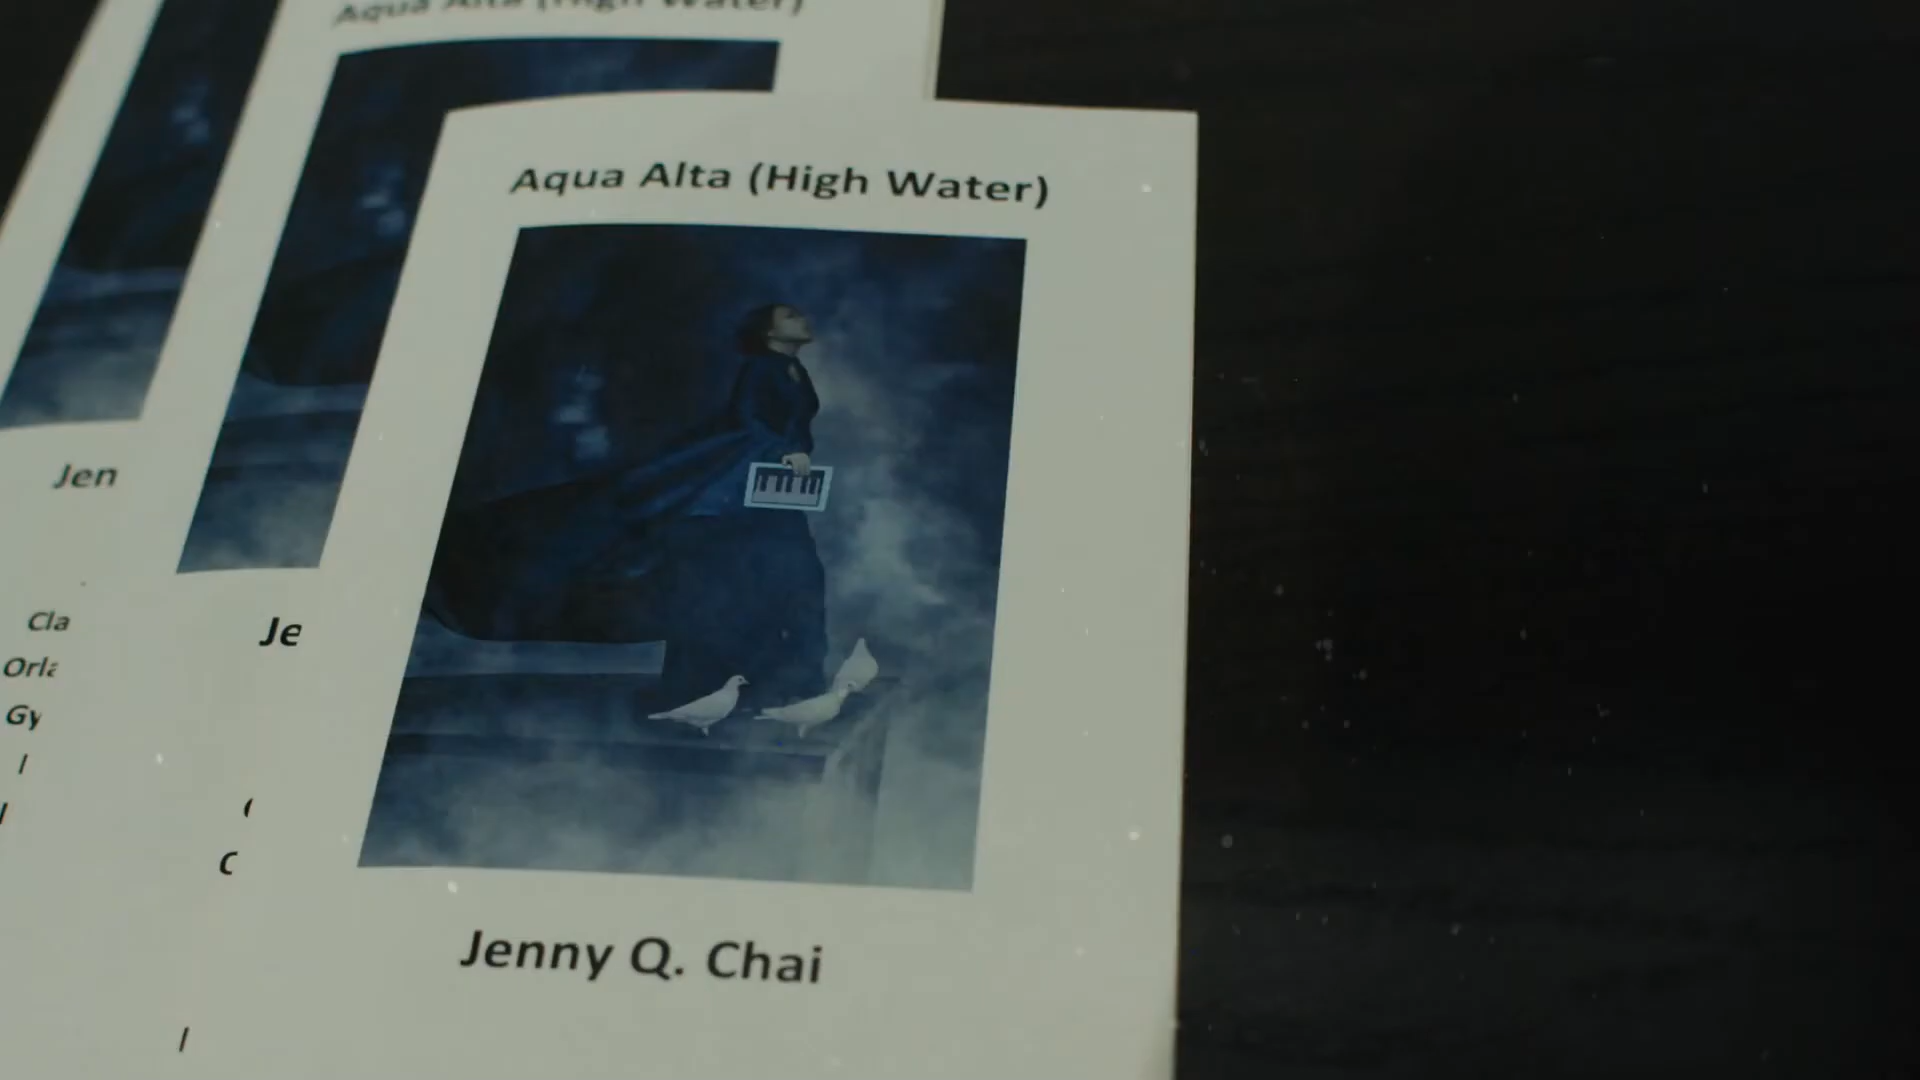 Aqua Alta (High Water)
Aqua Alta (High Water)
Jenny Q. Chai
Je
Jen
Cla
Orla
Gy
I
C
I